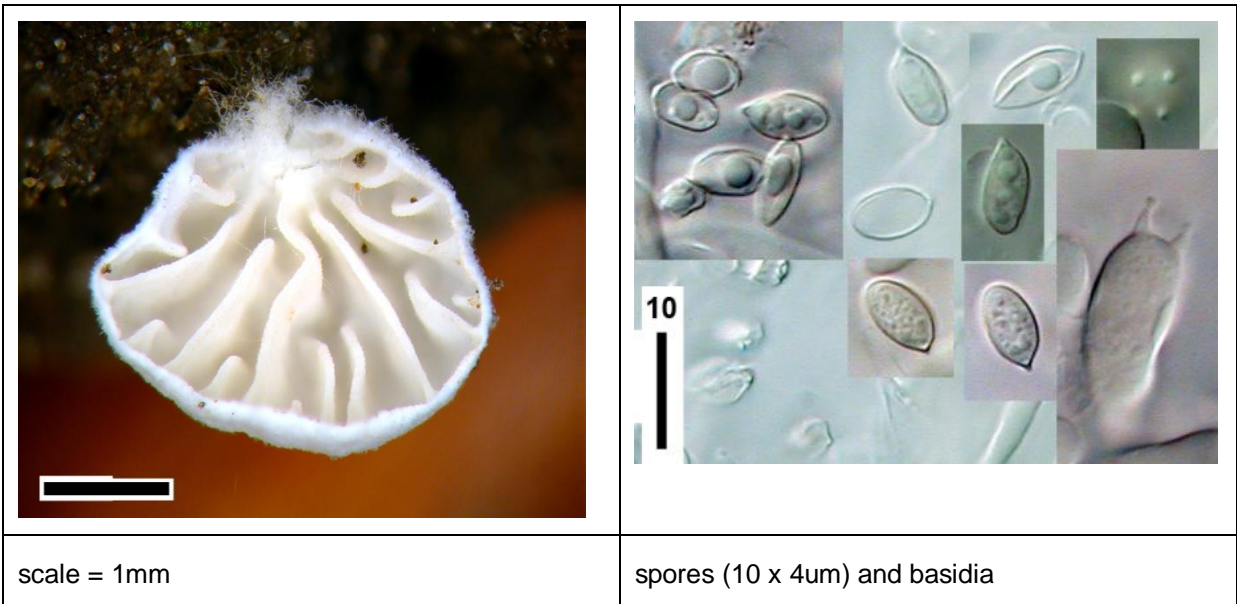 10
scale = 1mm
spores (10 x 4um) and basidia